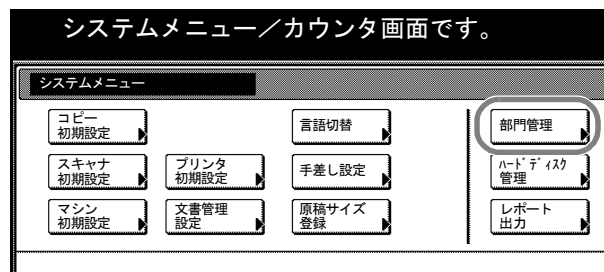 システムメニュー／カウンタ画面です。
システムメニュー
コピー
初期設定
言語切替
部門管理
スキャナ
初期設定
プリンタ
初期設定
手差し設定
ﾊｰﾄﾞﾃﾞｨｽｸ
管理
マシン
初期設定
文書管理
設定
原稿サイズ
登録
レポート
出力